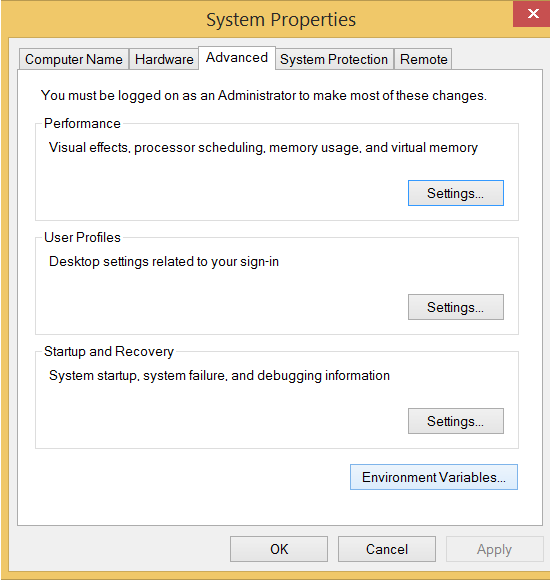 System Properties
Computer Name
Hardware
Advanced
System Protection
Remote
You must be logged on as an Administrator to make most of these changes.
Performance
Visual effects, processor scheduling, memory usage, and virtual memory
Settings...
User Profiles
Desktop settings related to your sign-in
Settings...
Startup and Recovery
System startup, system failure, and debugging information
Settings...
Environment Variables...
OK
Cancel
Apply